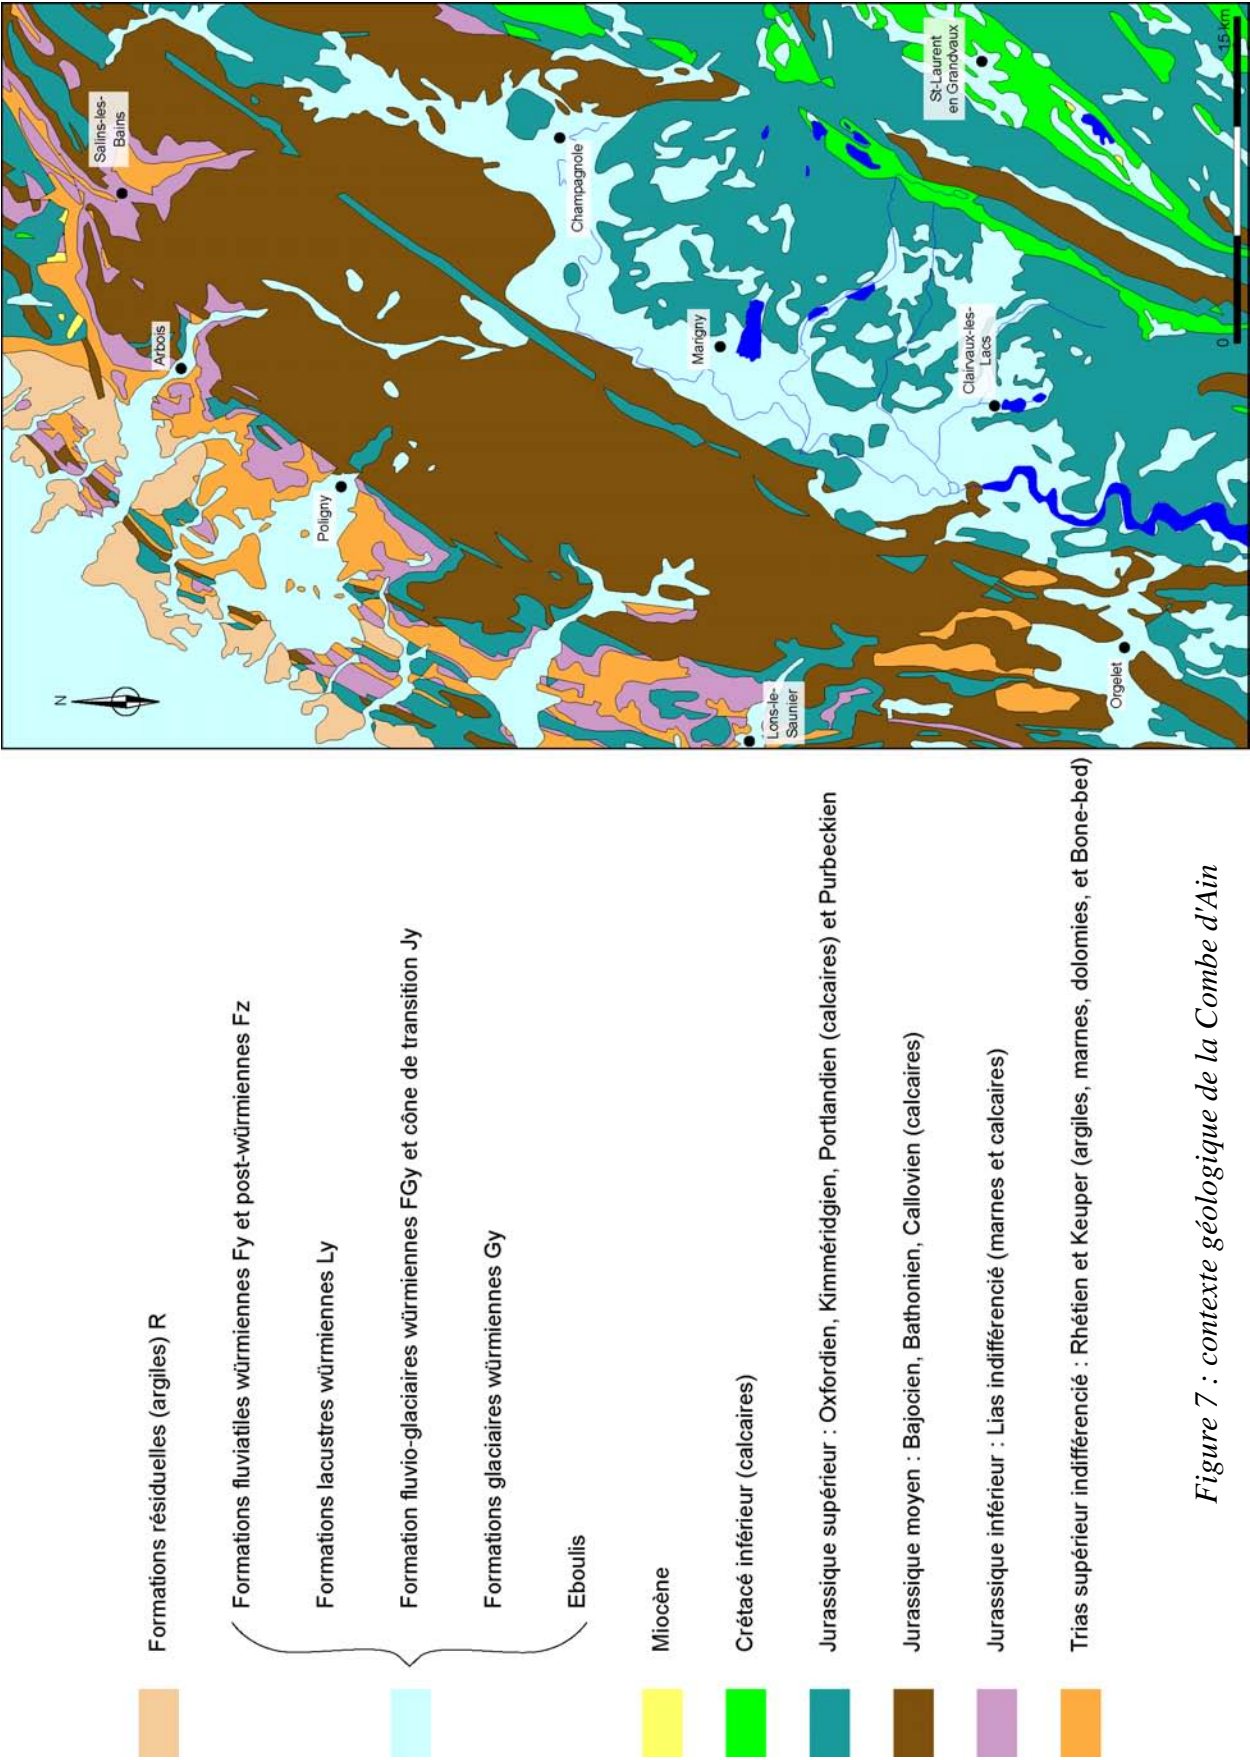 N
Salins-les-
Bains
Arbois
Poligny
Champagnole
Marigny
St-Laurent
en Grandvaux
Clairvaux-les-
Lacs
Lons-le-
Saunier
Orgelet
0
15 km
Formations résiduelles (argiles) R
Formations fluviatiles würmiennes Fy et post-würmiennes Fz
Formations lacustres würmiennes Ly
Formation fluvio-glaciaires würmiennes FGy et cône de transition Jy
Formations glaciaires würmiennes Gy
Eboulis
Miocène
Crétacé inférieur (calcaires)
Jurassique supérieur : Oxfordien, Kimméridgien, Portlandien (calcaires) et Purbeckien
Jurassique moyen : Bajocien, Bathonien, Callovien (calcaires)
Jurassique inférieur : Lias indifférencié (marnes et calcaires)
Trias supérieur indifférencié : Rhétien et Keuper (argiles, marnes, dolomies, et Bone-bed)
Figure 7 : contexte géologique de la Combe d'Ain